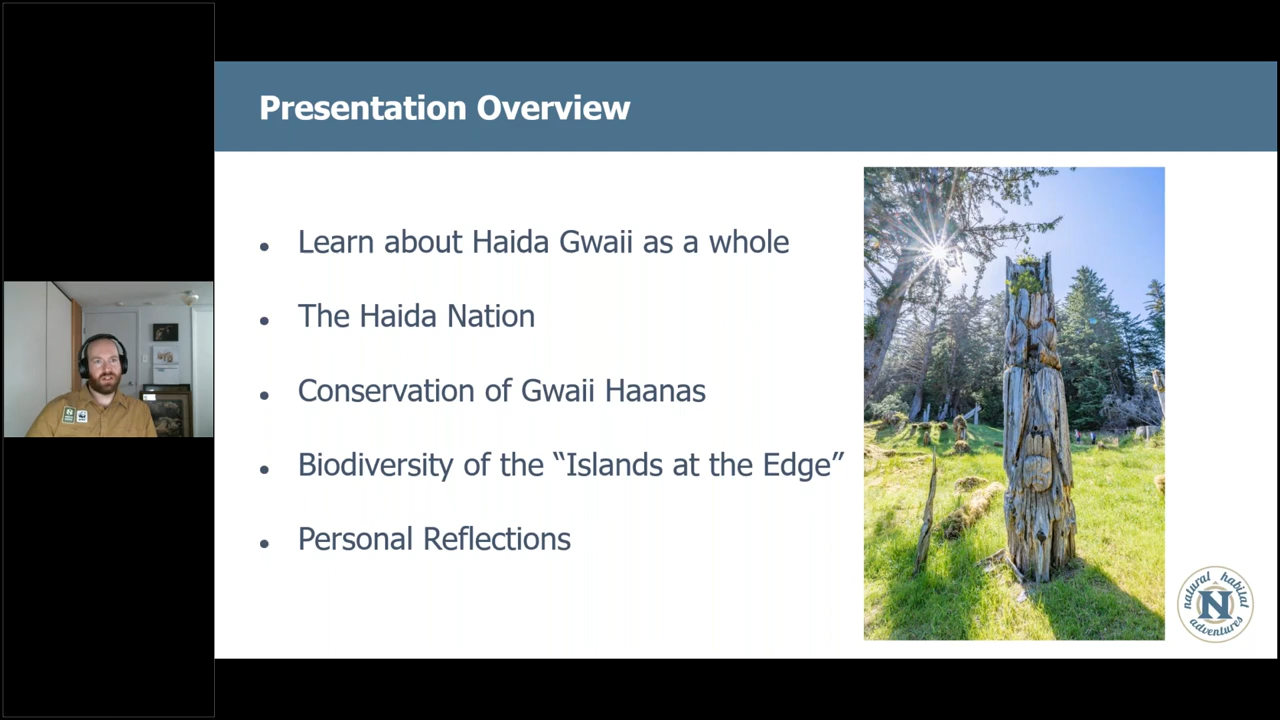 Presentation Overview
• Learn about Haida Gwaii as a whole
• The Haida Nation
• Conservation of Gwaii Haanas
• Biodiversity of the “Islands at the Edge”
• Personal Reflections
natural habitat
N
adventures